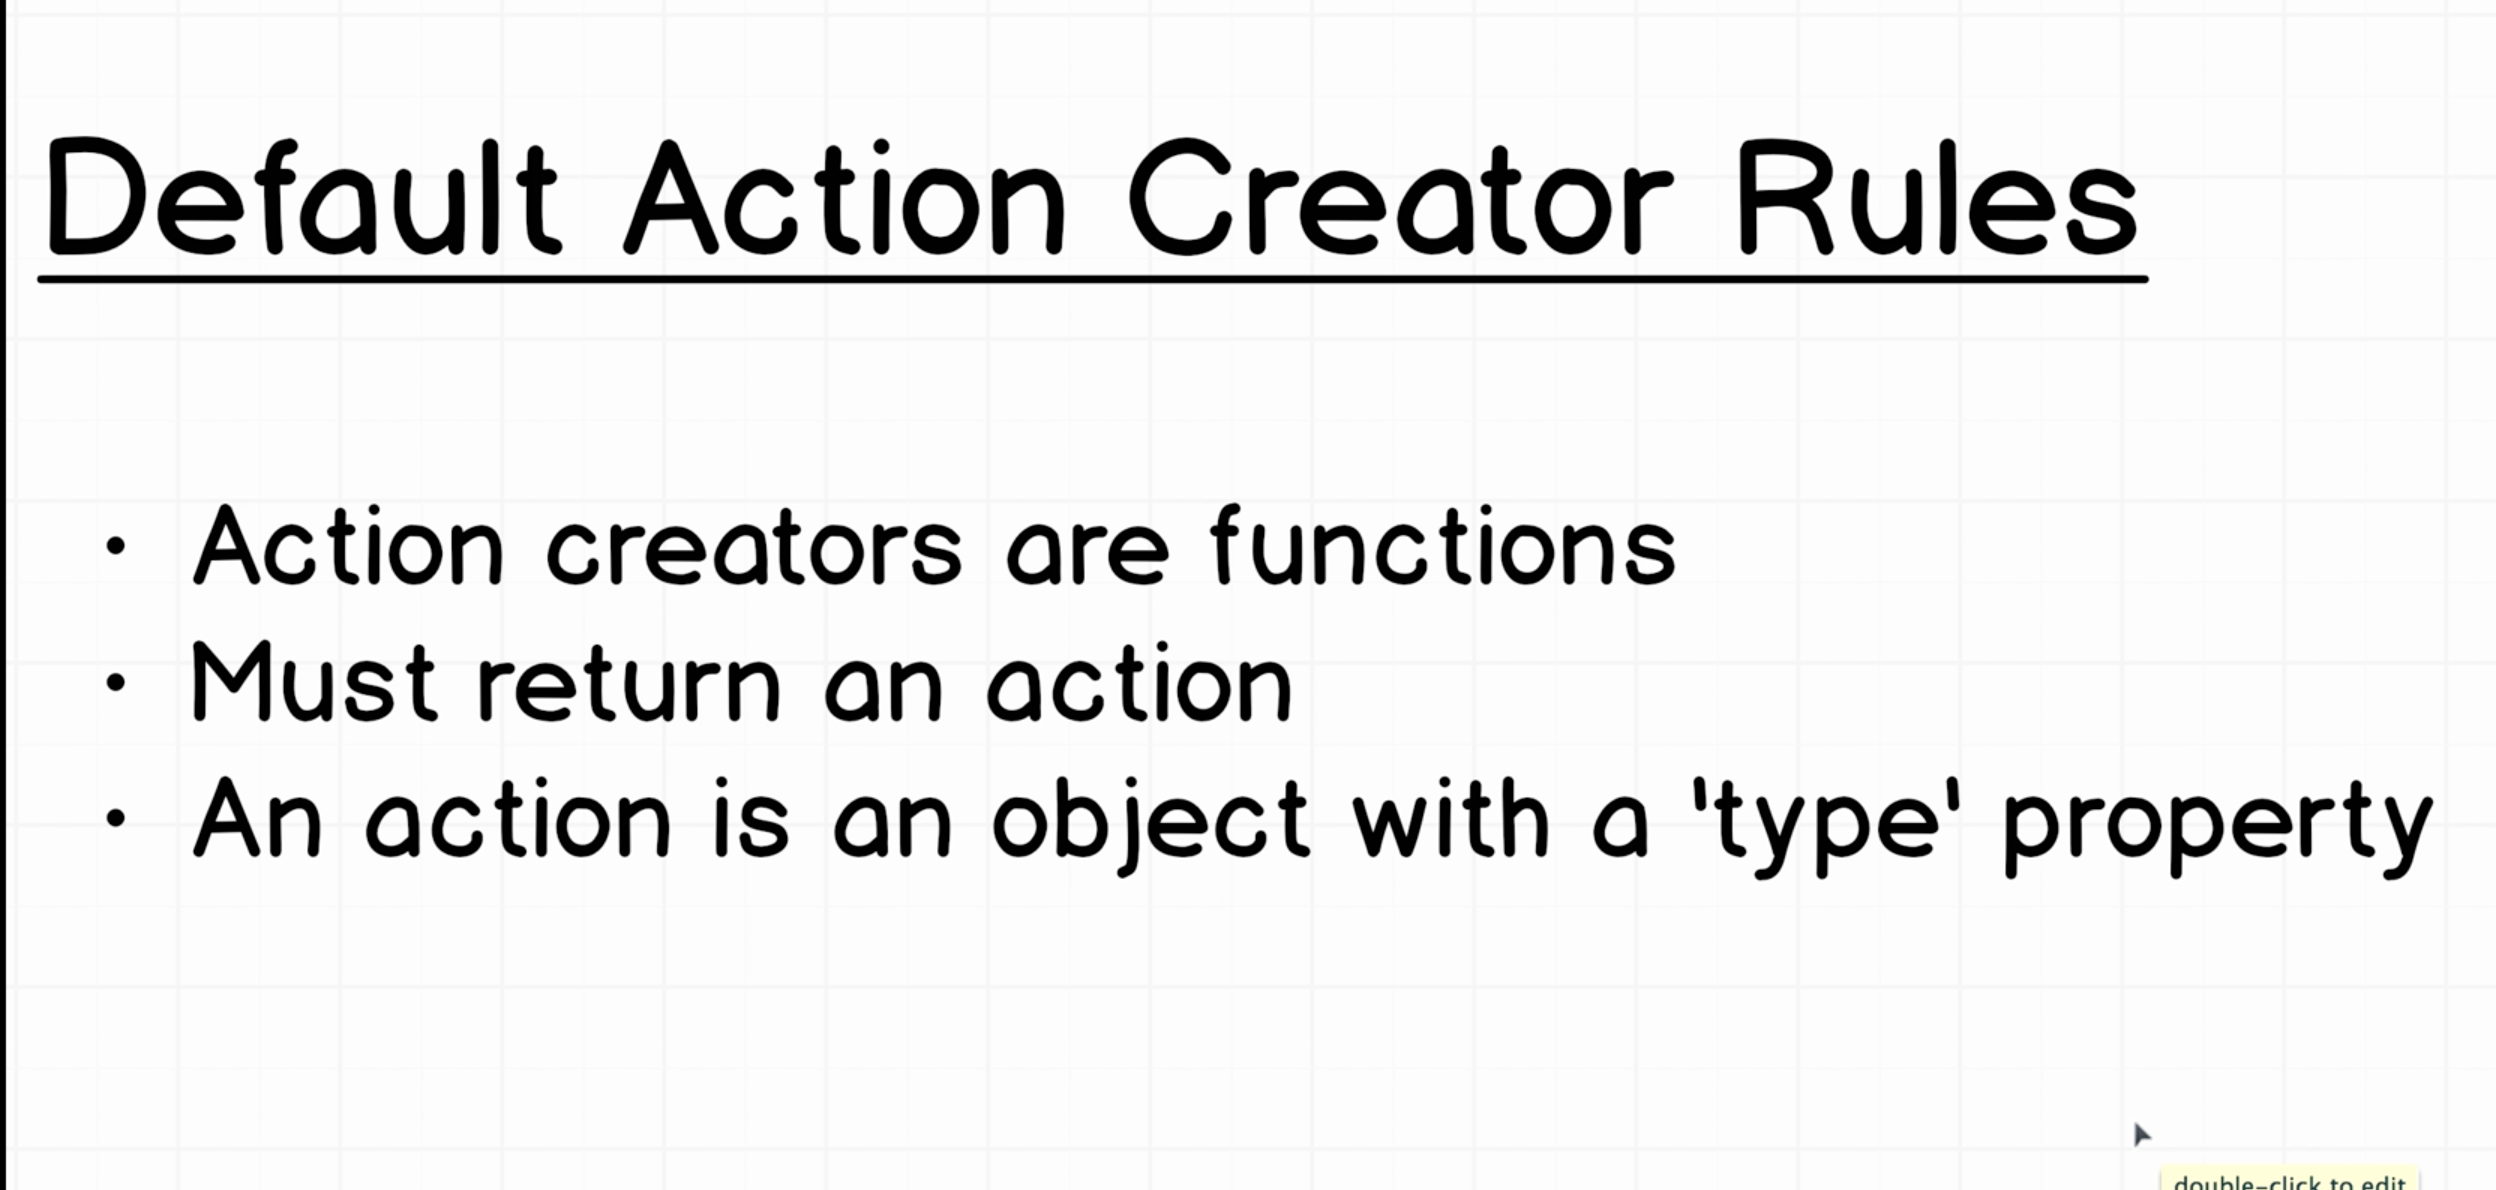 Default Action Creator Rules
• Action creators are functions
• Must return an action
• An action is an object with a 'type' property
double-click to edit